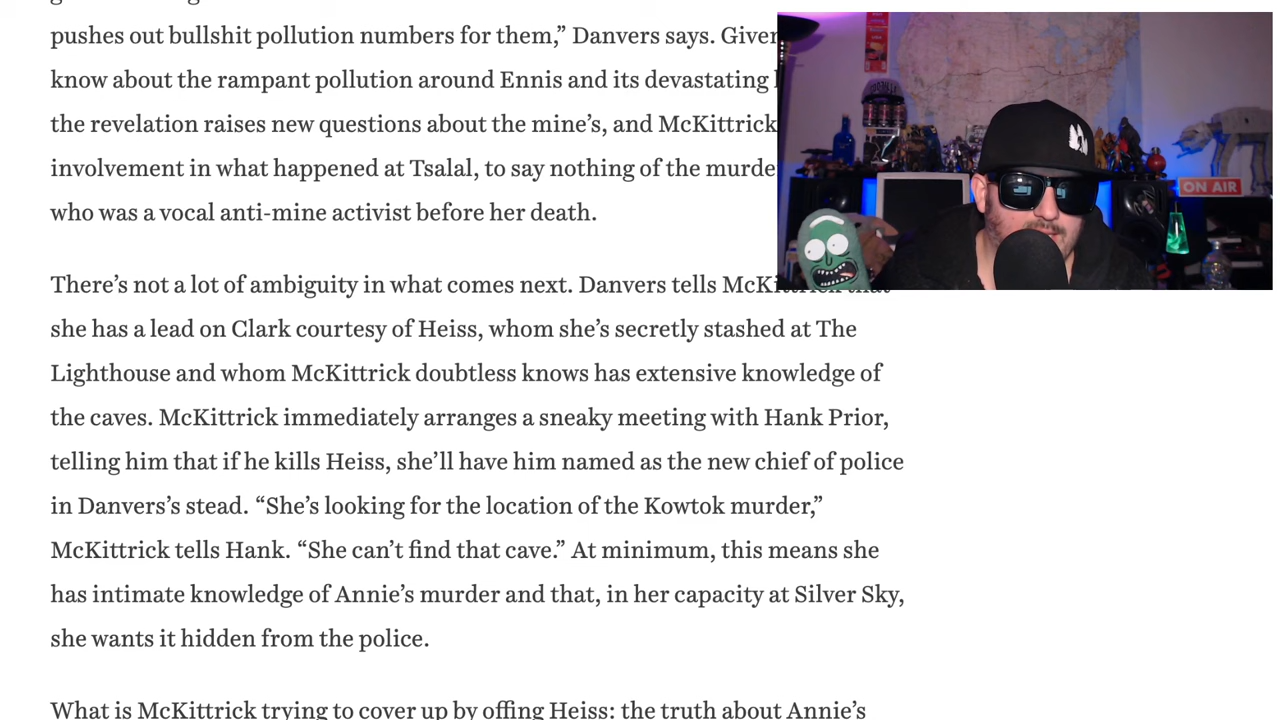 pushes out bullshit pollution numbers for them,” Danvers says. Given
know about the rampant pollution around Ennis and its devastating
the revelation raises new questions about the mine’s, and McKittrick
involvement in what happened at Tsalal, to say nothing of the murde
who was a vocal anti-mine activist before her death.
ON AIR
There’s not a lot of ambiguity in what comes next. Danvers tells McKittrick that
she has a lead on Clark courtesy of Heiss, whom she’s secretly stashed at The
Lighthouse and whom McKittrick doubtless knows has extensive knowledge of
the caves. McKittrick immediately arranges a sneaky meeting with Hank Prior,
telling him that if he kills Heiss, she’ll have him named as the new chief of police
in Danvers’s stead. “She’s looking for the location of the Kowtok murder,”
McKittrick tells Hank. “She can’t find that cave.” At minimum, this means she
has intimate knowledge of Annie’s murder and that, in her capacity at Silver Sky,
she wants it hidden from the police.
What is McKittrick trying to cover up by offing Heiss: the truth about Annie’s